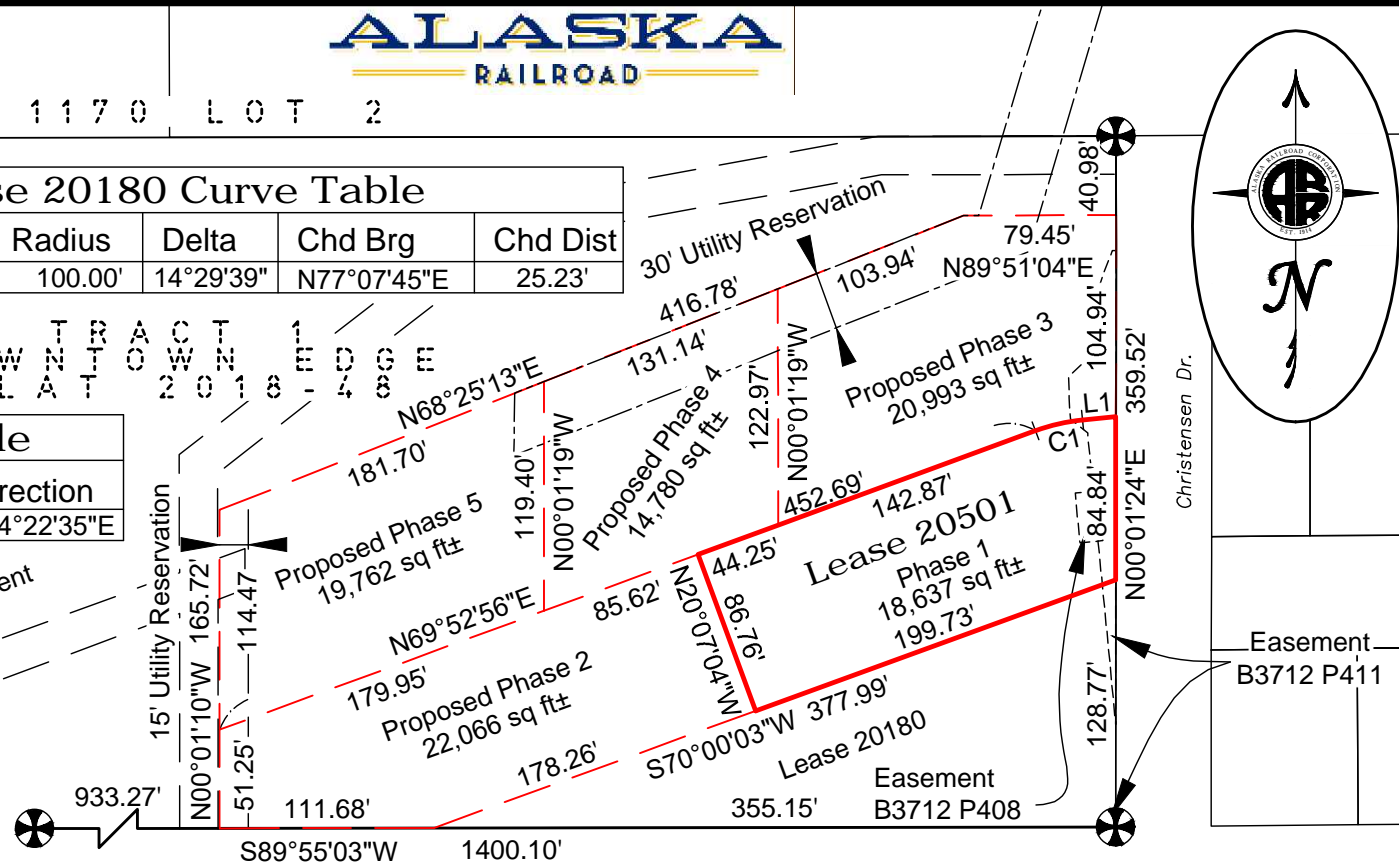 ALASKA
RAILROAD
1170 LOT 2
se 20180 Curve Table
Radius Delta Chd Brg Chd Dist
100.00' 14°29'39" N77°07'45"E 25.23'
TRACT 1
WNTOWN EDGE
LAT 2018-48
le
rection
4°22'35"E
ent
30' Utility Reservation
40.98'
79.45'
N89°51'04"E
103.94'
416.78'
131.14'
N68°25'13"E
181.70'
119.40'
N00°01'19"W
122.97'
N00°01'19"W
Proposed Phase 3
20,993 sq ft±
Proposed Phase 4
14,780 sq ft±
Proposed Phase 5
19,762 sq ft±
104.94'
359.52'
L1
C1
84.84'
N00°01'24"E
Christensen Dr.
452.69'
142.87'
44.25'
Lease 20501
Phase 1
18,637 sq ft±
199.73'
86.76'
N20°07'04"W
85.62'
N69°52'56"E
179.95'
Proposed Phase 2
22,066 sq ft±
178.26'
S70°00'03"W 377.99'
Lease 20180
15' Utility Reservation
N00°01'10"W 165.72'
114.47
51.25'
128.77'
Easement
B3712 P411
Easement
B3712 P408
933.27'
111.68'
355.15'
S89°55'03"W 1400.10'
ALASKA RAILROAD CORPORATION
ARR
EST. 1914
N